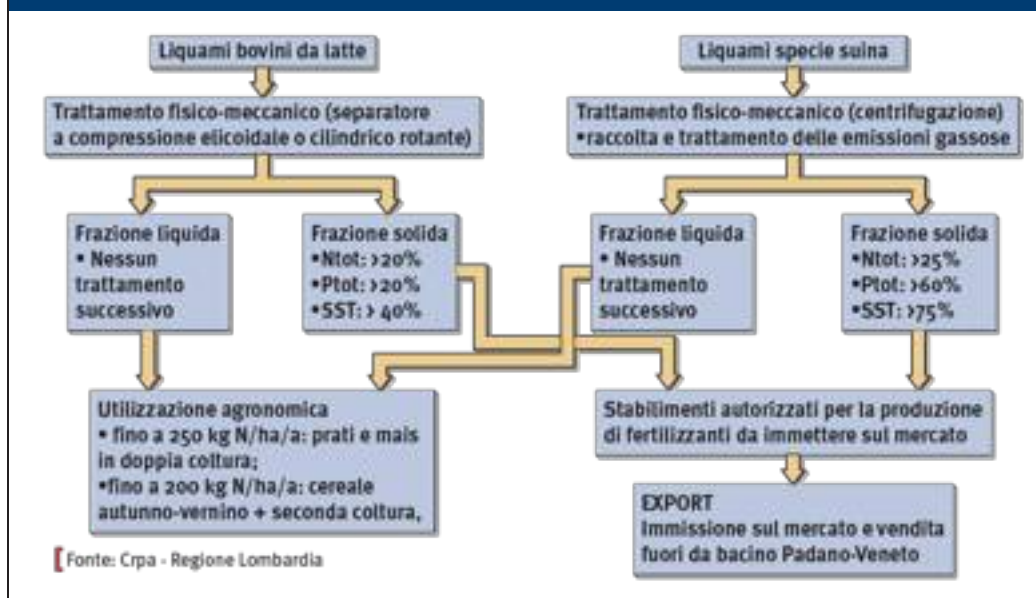 Liquami bovini da latte
Liquami specie suina
Trattamento fisico-meccanico (separatore
a compressione elicoidale o cilindrico rotante)
Trattamento fisico-meccanico (centrifugazione)
•raccolta e trattamento delle emissioni gassose
Frazione liquida
• Nessun
trattamento
successivo
Frazione solida
•Ntot: >20%
•Ptot: >20%
•SST: > 40%
Frazione liquida
• Nessun
trattamento
successivo
Frazione solida
•Ntot: >25%
•Ptot: >60%
•SST: >75%
Utilizzazione agronomica
• fino a 250 kg N/ha/a: prati e mais
in doppia coltura;
•fino a 200 kg N/ha/a: cereale
autunno-vernino + seconda coltura,
Stabilimenti autorizzati per la produzione
di fertilizzanti da immettere sul mercato
EXPORT
Immissione sul mercato e vendita
fuori da bacino Padano-Veneto
[Fonte: Crpa - Regione Lombardia